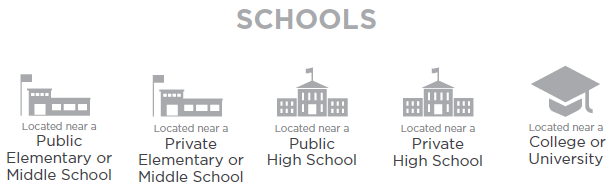 SCHOOLS
Located near a
Public
Elementary or
Middle School
Located near a
Private
Elementary or
Middle School
Located near a
Public
High School
Located near a
Private
High School
Located near a
College or
University